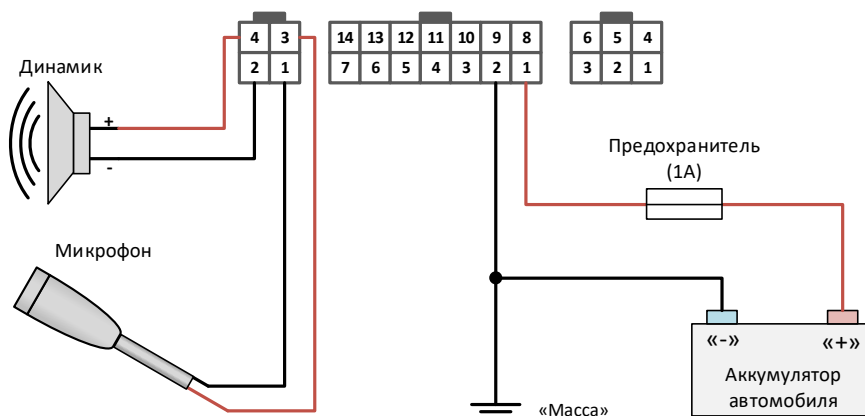 4 3 14 13 12 11 10 9 8 6 5 4
2 1 7 6 5 4 3 2 1 3 2 1
Динамик
+
-
Предохранитель
(1А)
Микрофон
«-» «+»
Аккумулятор
автомобиля
«Масса»